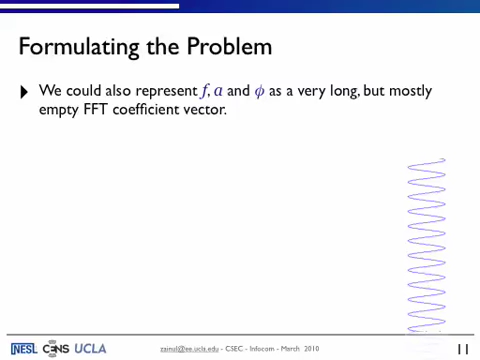 Formulating the Problem
We could also represent f, a and ϕ as a very long, but mostly
empty FFT coefficient vector.
NESL CENS UCLA
zainul@ee.ucla.edu - CSEC - Infocom - March 2010
11